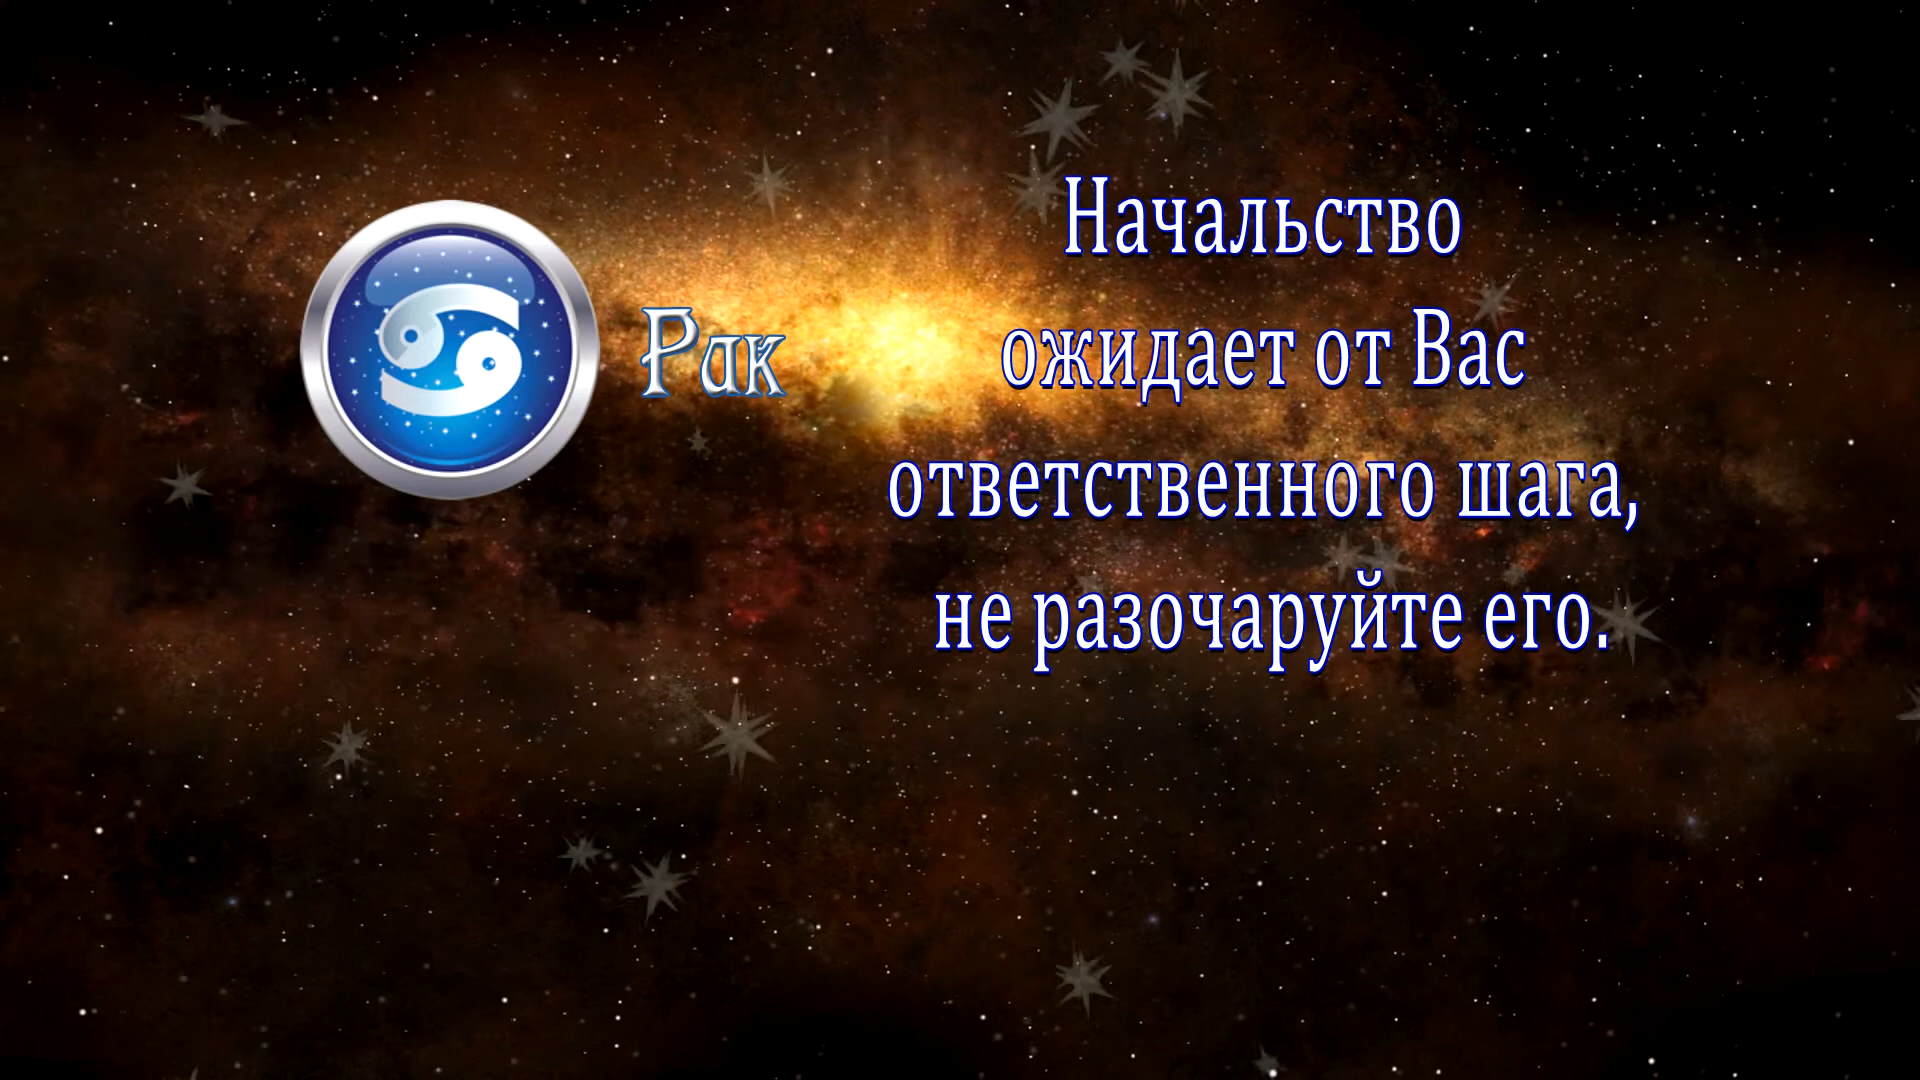 Рак
Начальство
ожидает от Вас
ответственного шага,
не разочаруйте его.